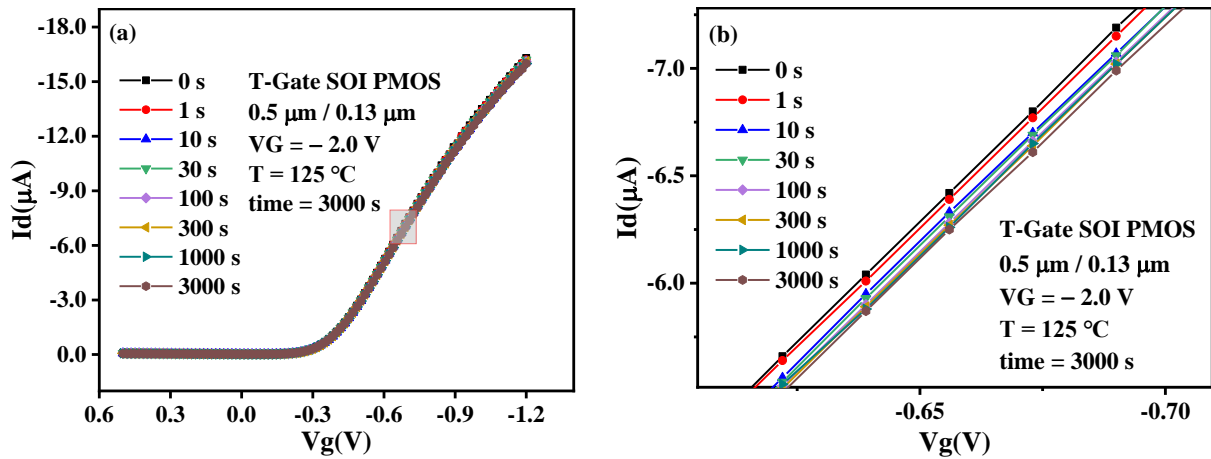 (a)
-18.0
-15.0
-12.0
-9.0
-6.0
-3.0
0.0
Id(μA)
0 s
1 s
10 s
30 s
100 s
300 s
1000 s
3000 s
T-Gate SOI PMOS
0.5 μm / 0.13 μm
VG = – 2.0 V
T = 125 ℃
time = 3000 s
0.6 0.3 0.0 -0.3 -0.6 -0.9 -1.2
Vg(V)
(b)
-7.0
-6.5
-6.0
Id(μA)
0 s
1 s
10 s
30 s
100 s
300 s
1000 s
3000 s
T-Gate SOI PMOS
0.5 μm / 0.13 μm
VG = – 2.0 V
T = 125 ℃
time = 3000 s
-0.65 -0.70
Vg(V)